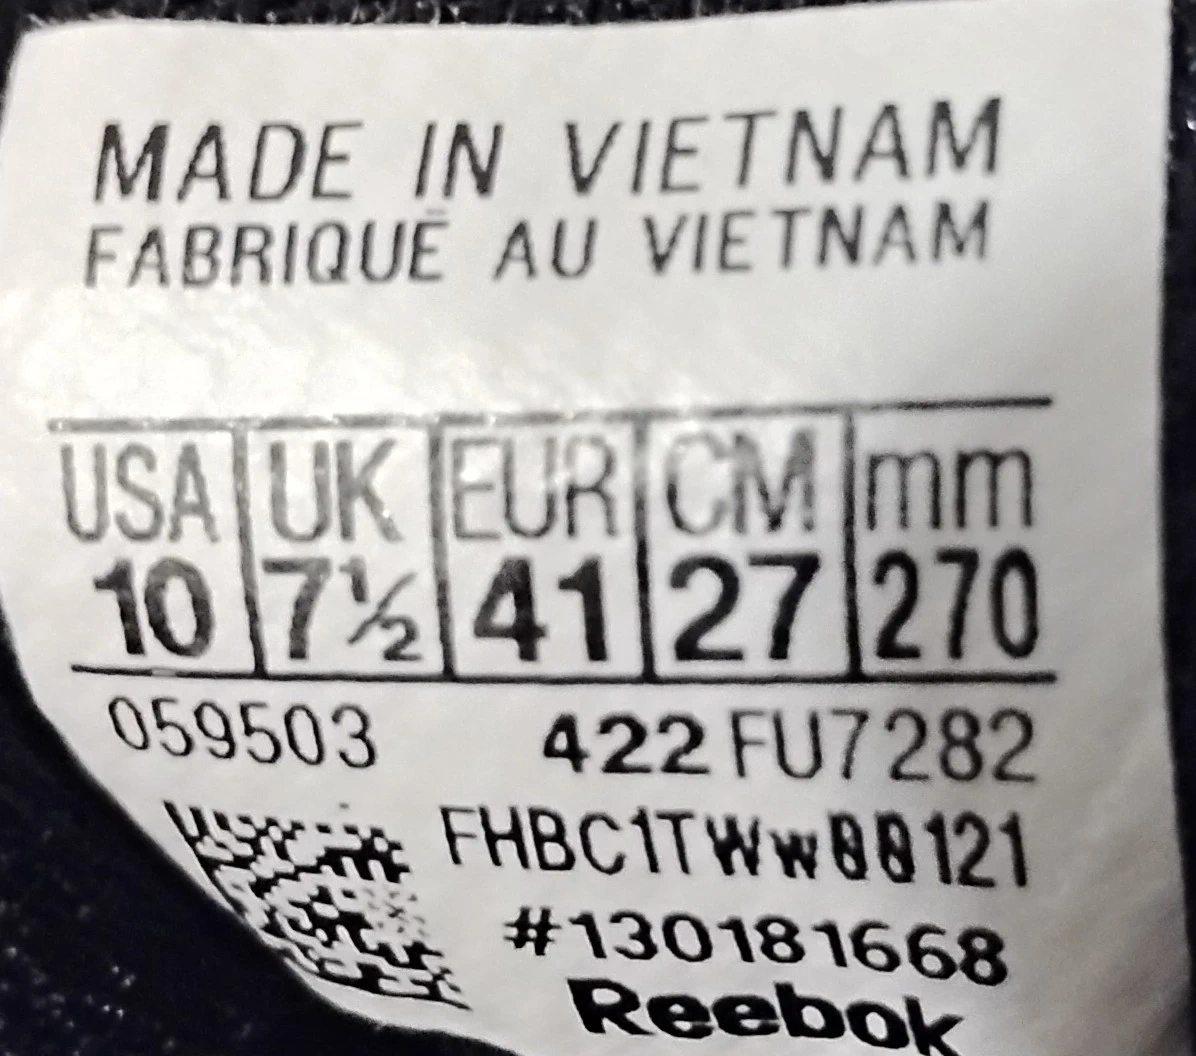 MADE IN VIETNAM
FABRIQUÉ AU VIETNAM
USA UK EUR CM mm
10 7½ 41 27 270
059503 422 FU7282
FHBC1TWw00121
#130181668
Reebok